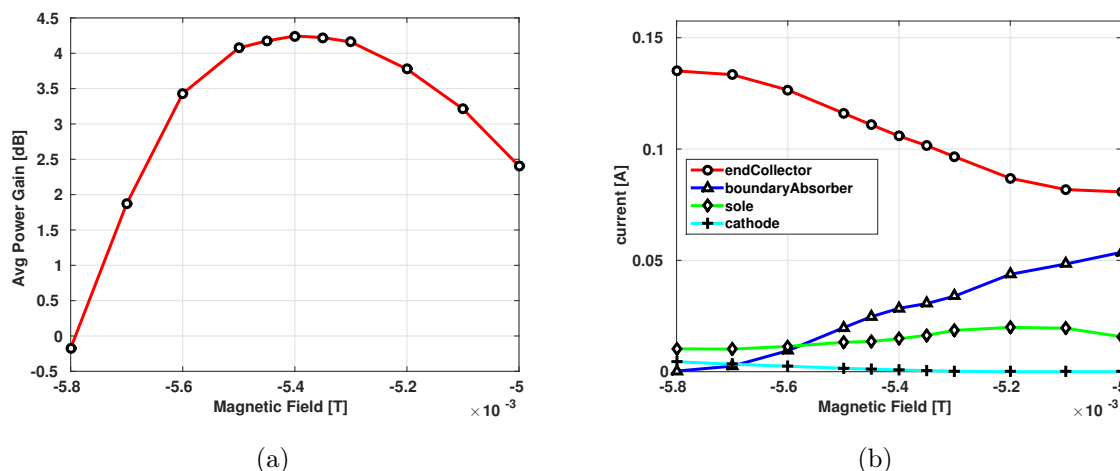 4.5
4
3.5
3
2.5
2
1.5
1
0.5
0
-0.5
Avg Power Gain [dB]
-5.8 -5.6 -5.4 -5.2 -5
Magnetic Field [T] × 10⁻³
(a)
0.15
0.1
0.05
0
current [A]
endCollector
boundaryAbsorber
sole
cathode
-5.8 -5.6 -5.4 -5.2
Magnetic Field [T] × 10⁻³
(b)